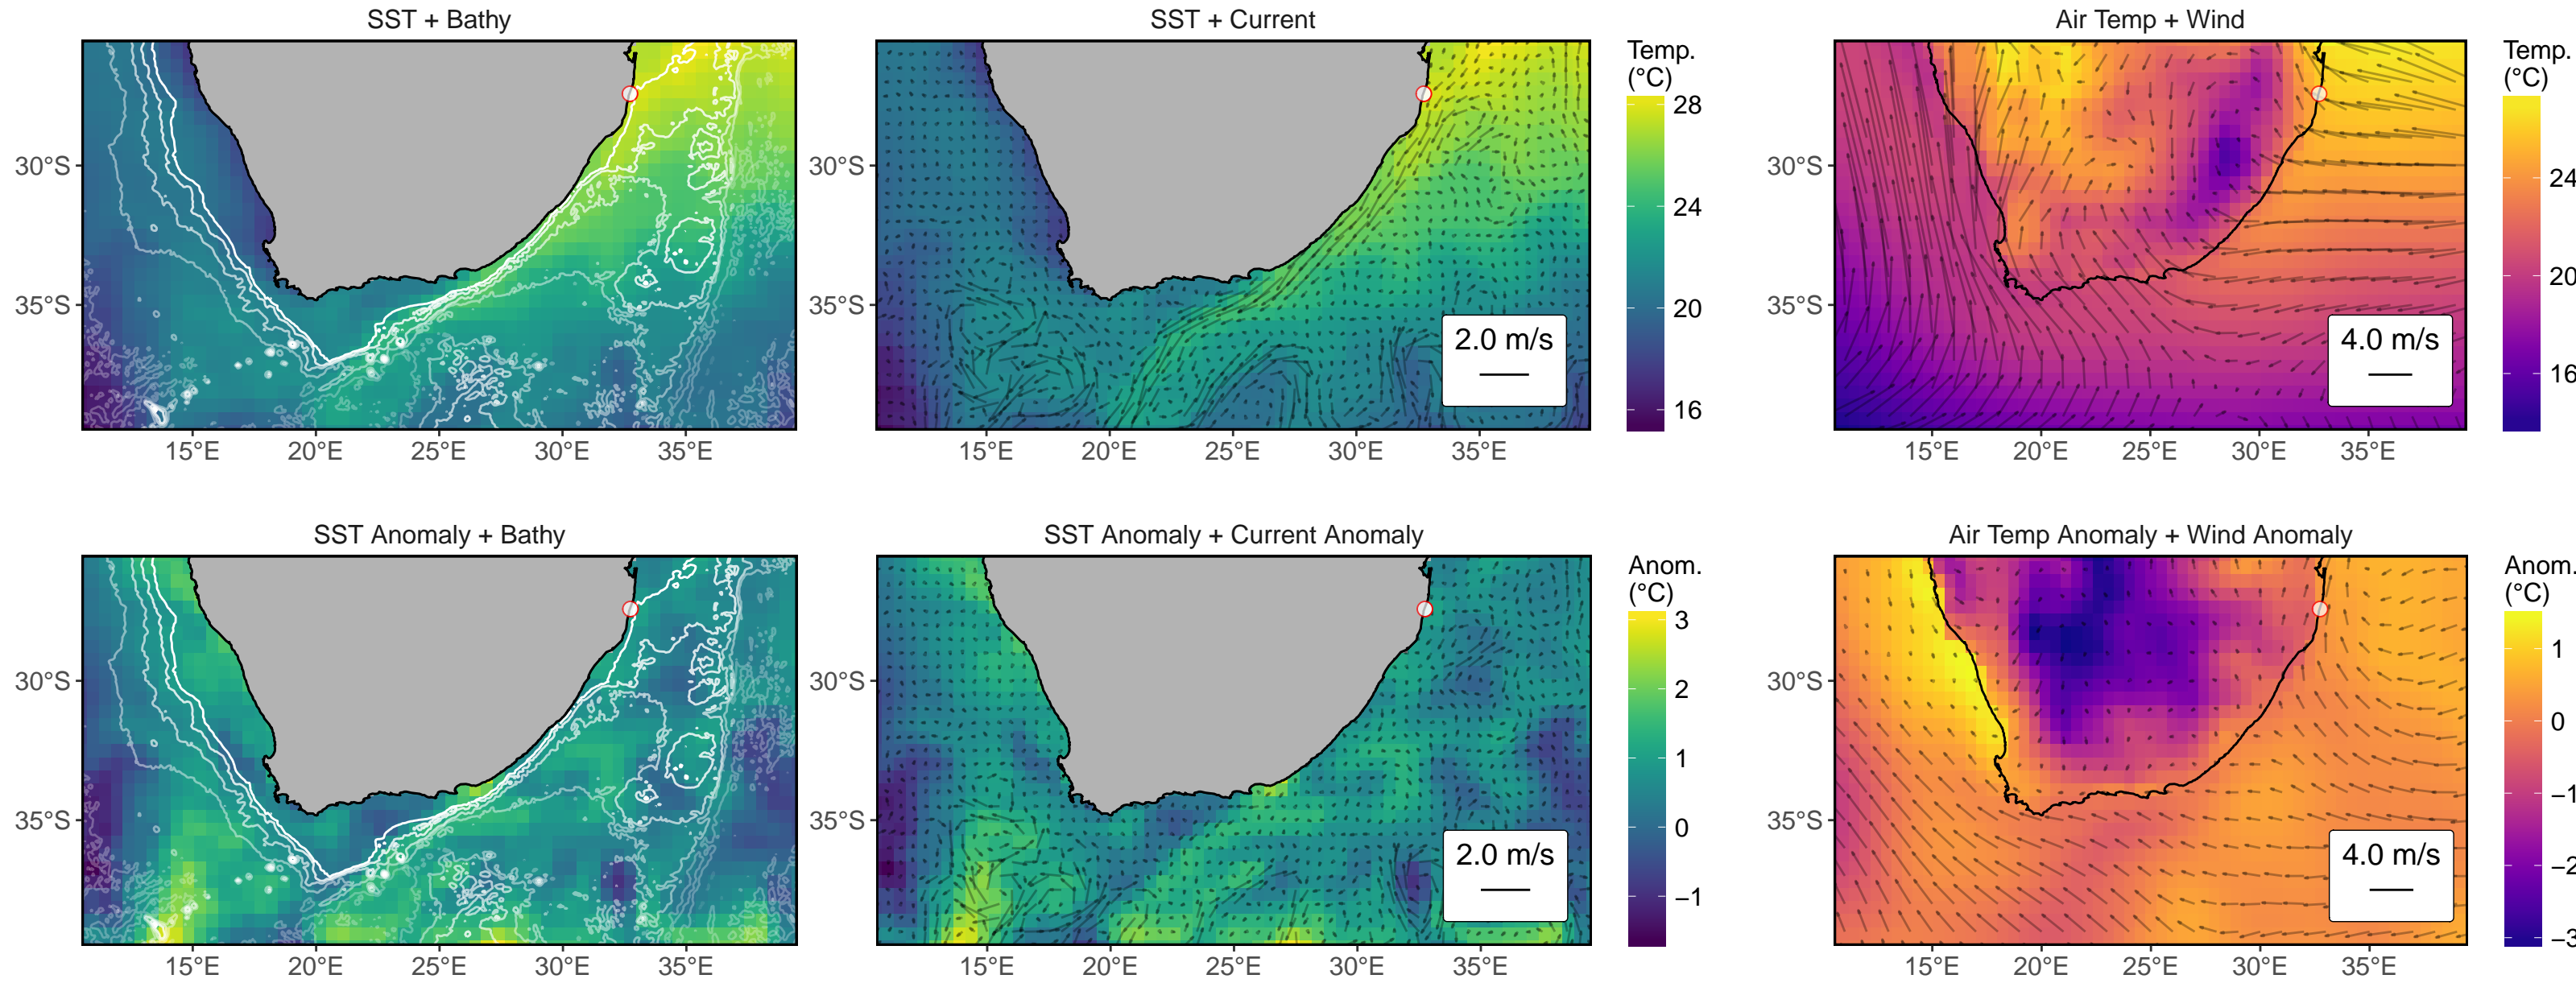 SST + Bathy
SST + Current
Air Temp + Wind
30°S
35°S
15°E
20°E
25°E
30°E
35°E
30°S
35°S
2.0 m/s
15°E
20°E
25°E
30°E
35°E
Temp.
(°C)
28
24
20
16
30°S
35°S
4.0 m/s
15°E
20°E
25°E
30°E
35°E
Temp.
(°C)
24
20
16
SST Anomaly + Bathy
SST Anomaly + Current Anomaly
Air Temp Anomaly + Wind Anomaly
30°S
35°S
15°E
20°E
25°E
30°E
35°E
30°S
35°S
2.0 m/s
15°E
20°E
25°E
30°E
35°E
Anom.
(°C)
3
2
1
0
−1
30°S
35°S
4.0 m/s
15°E
20°E
25°E
30°E
35°E
Anom.
(°C)
1
0
−1
−2
−3